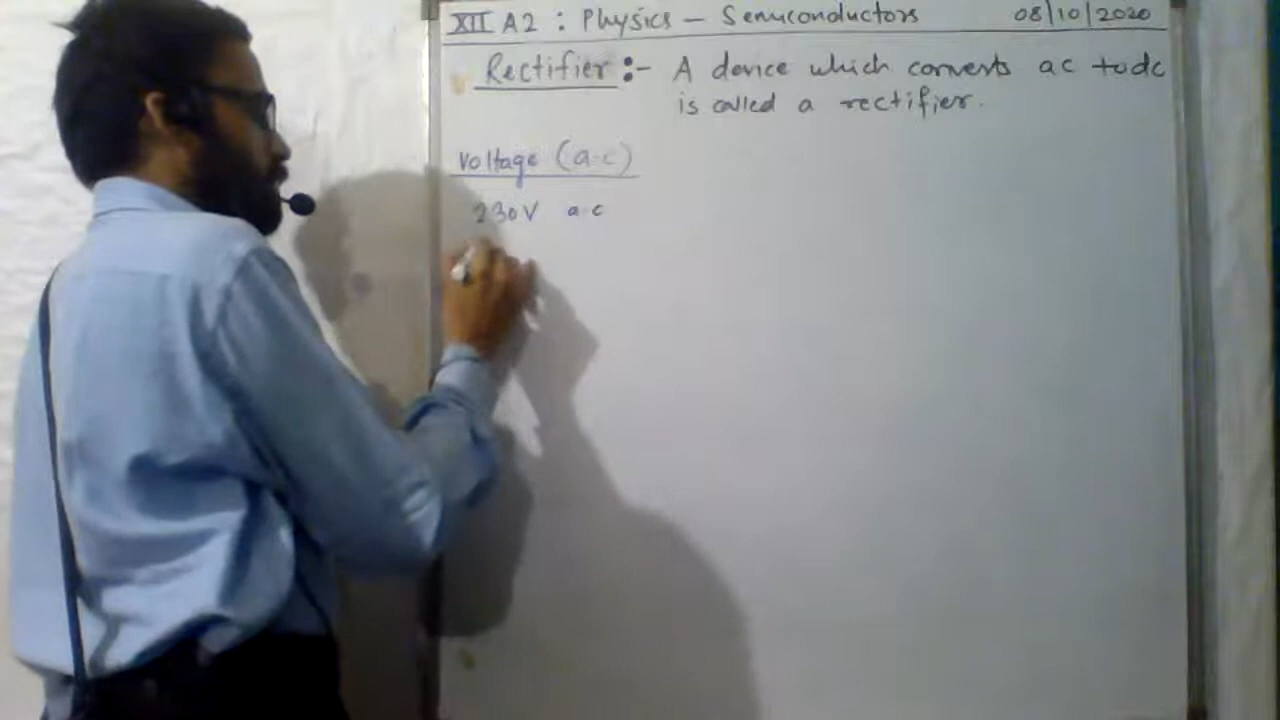 XII A2 : Physics - Semiconductors 08/10/2020
Rectifier :- A device which converts ac to dc
is called a rectifier.
Voltage (a.c)
230V a.c